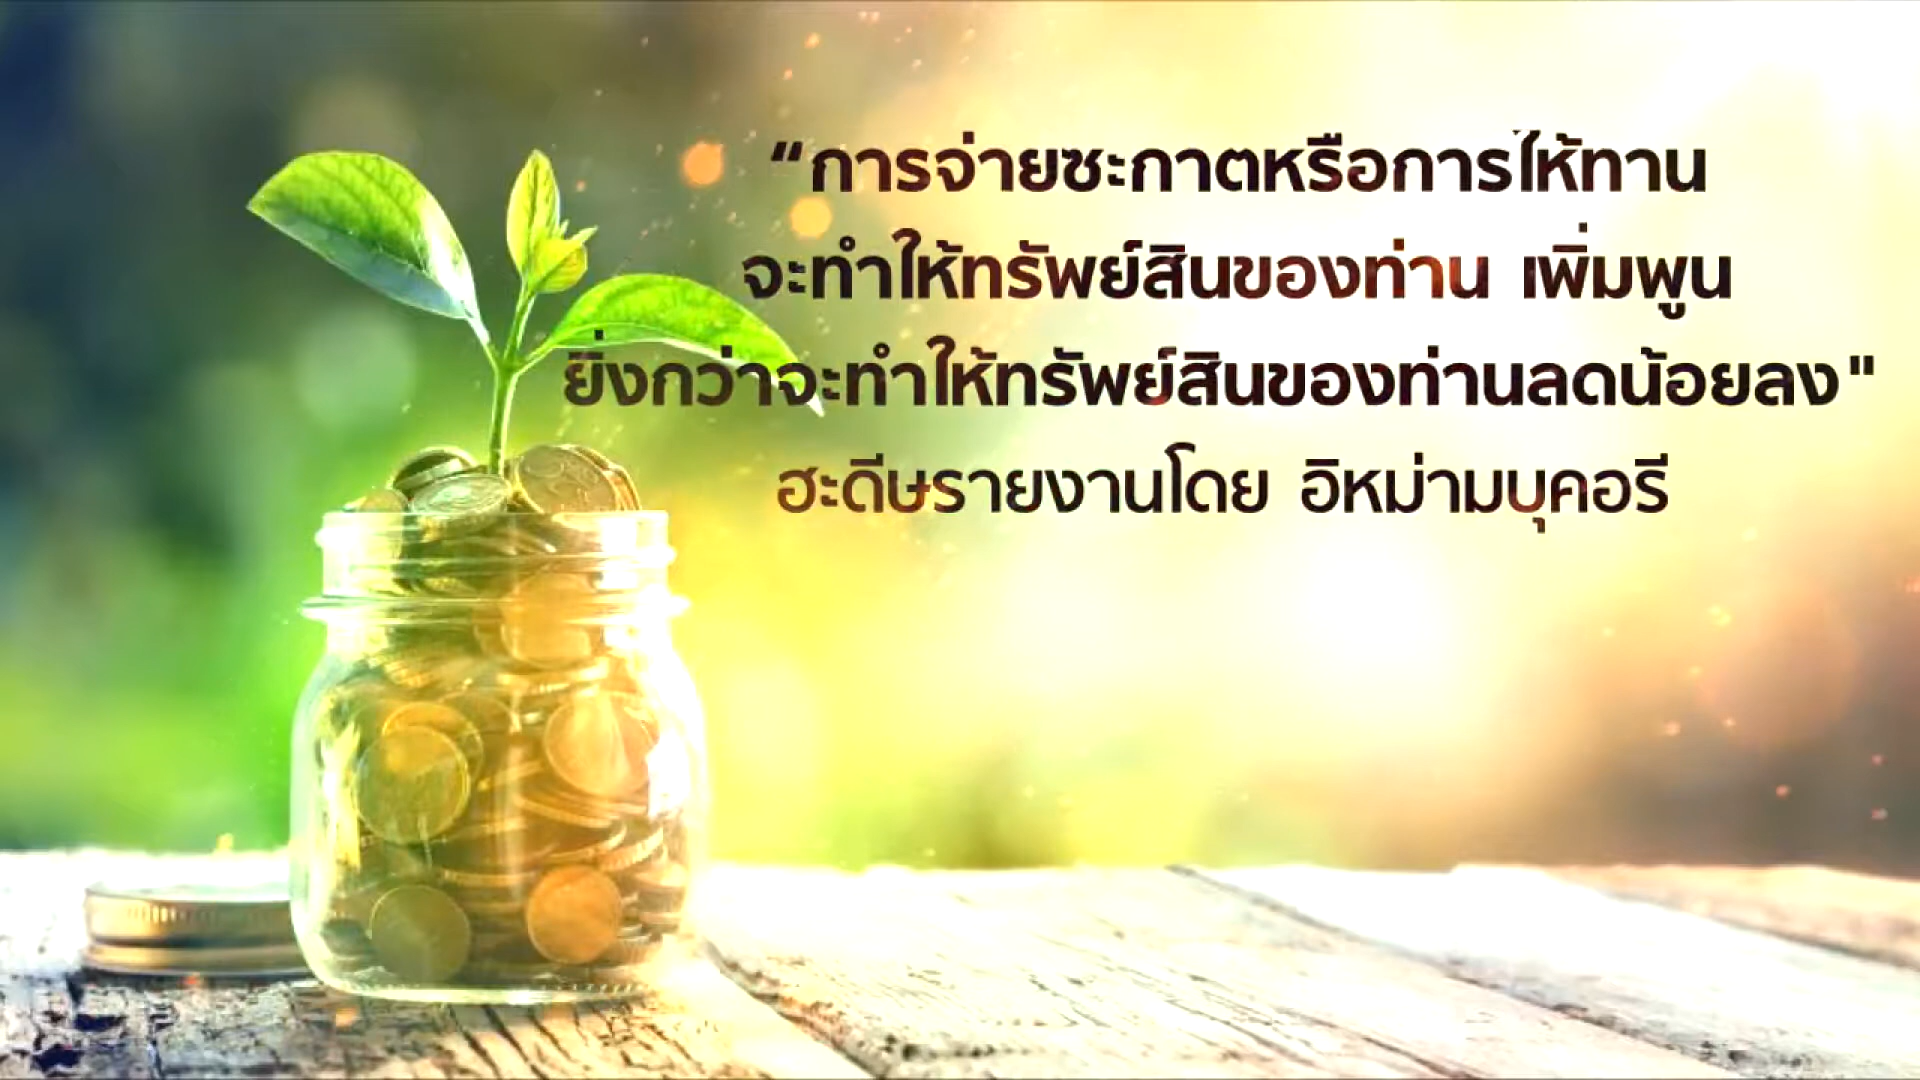 “การจ่ายซะกาตหรือการให้ทาน
จะทำให้ทรัพย์สินของท่าน เพิ่มพูน
ยิ่งกว่าจะทำให้ทรัพย์สินของท่านลดน้อยลง"
ฮะดีษรายงานโดย อิหม่ามบุคอรี